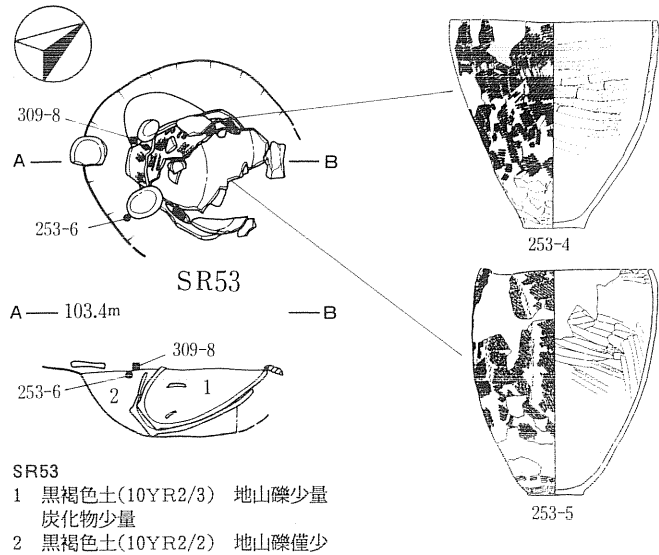 309-8
A
B
253-6
253-4
SR53
A
103.4m
B
309-8
253-6
2
1
253-5
SR53
1 黒褐色土(10YR2/3) 地山礫少量
炭化物少量
2 黒褐色土(10YR2/2) 地山礫僅少